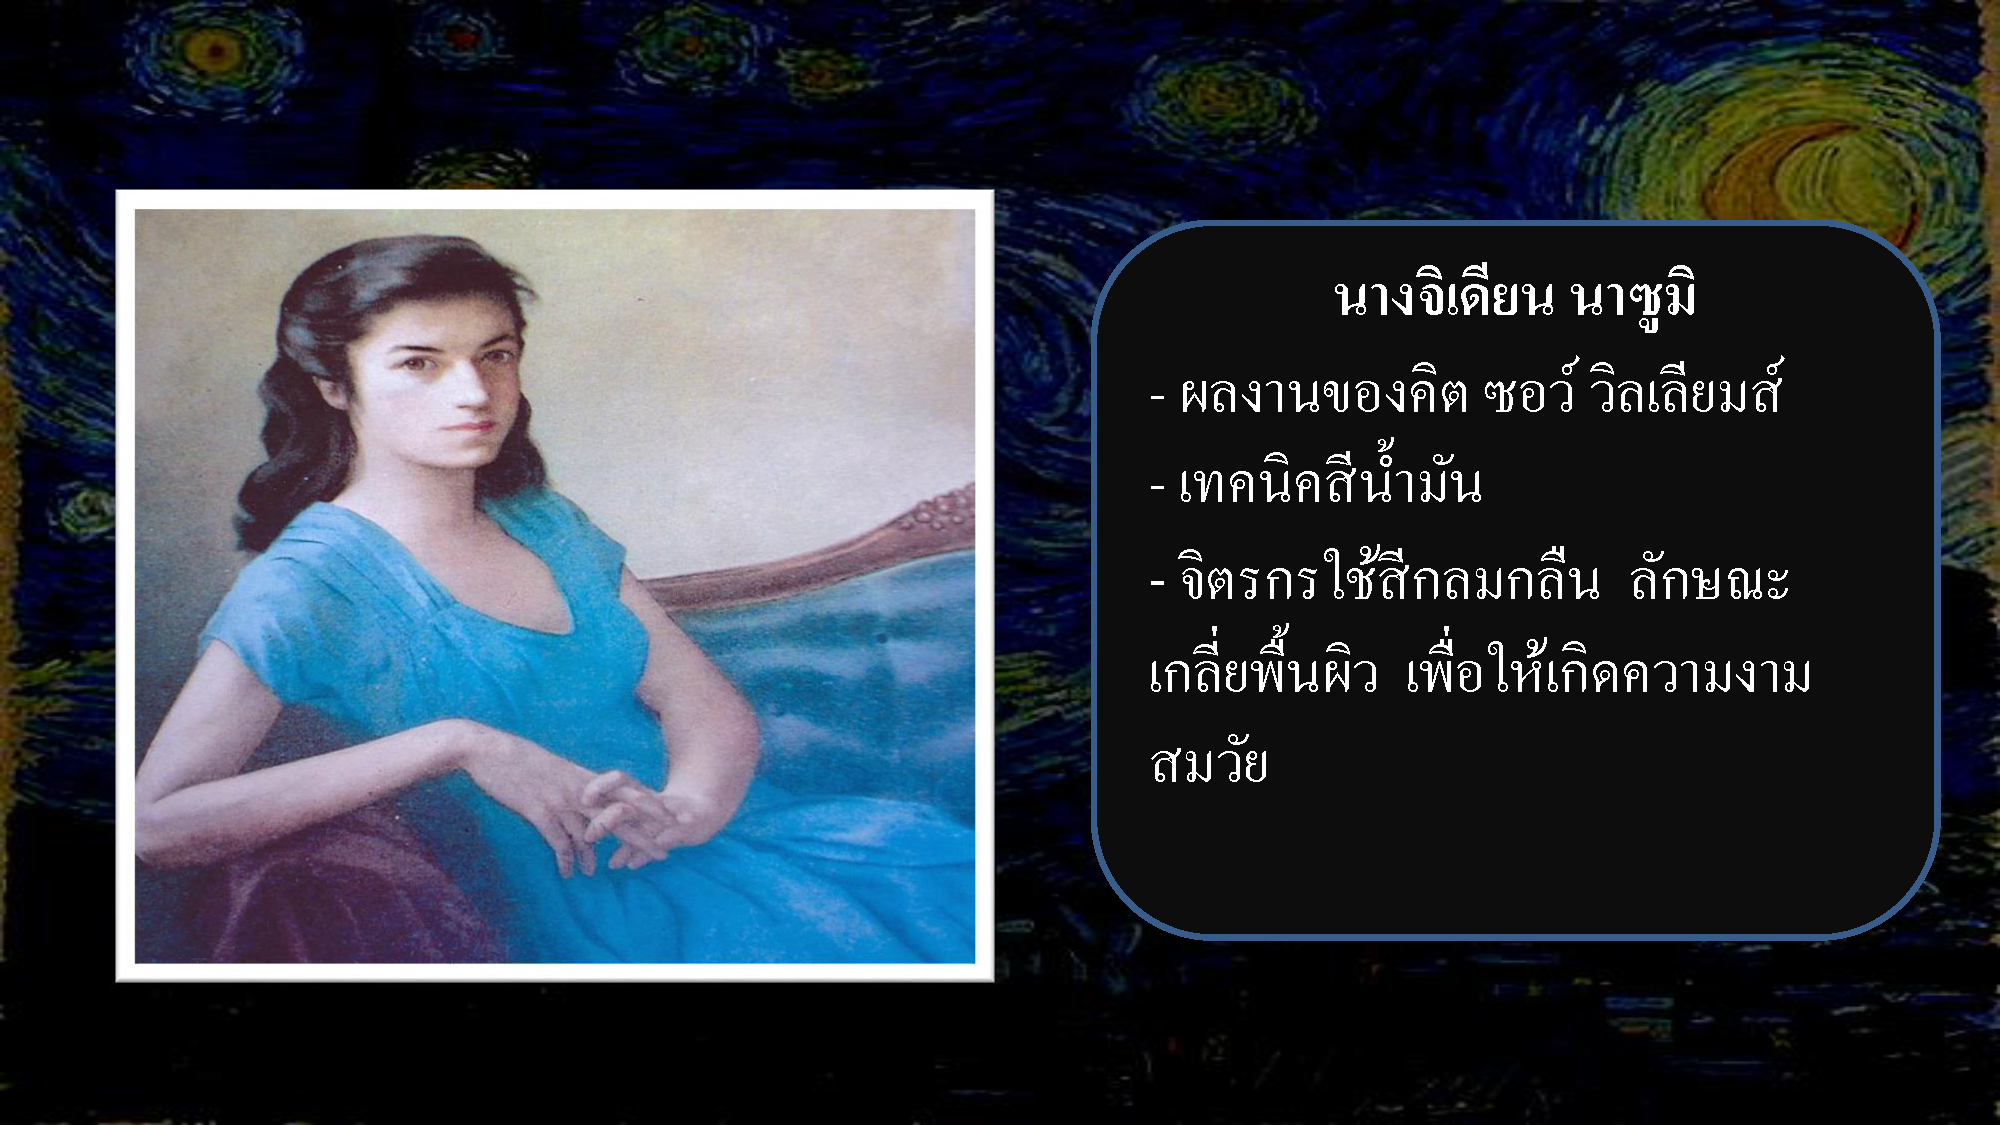 นางจิเดียน นาซูมิ
- ผลงานของคิต ซอว์ วิลเลียมส์
- เทคนิคสีน้ำมัน
- จิตรกรใช้สีกลมกลืน ลักษณะ
เกลี่ยพื้นผิว เพื่อให้เกิดความงาม
สมวัย